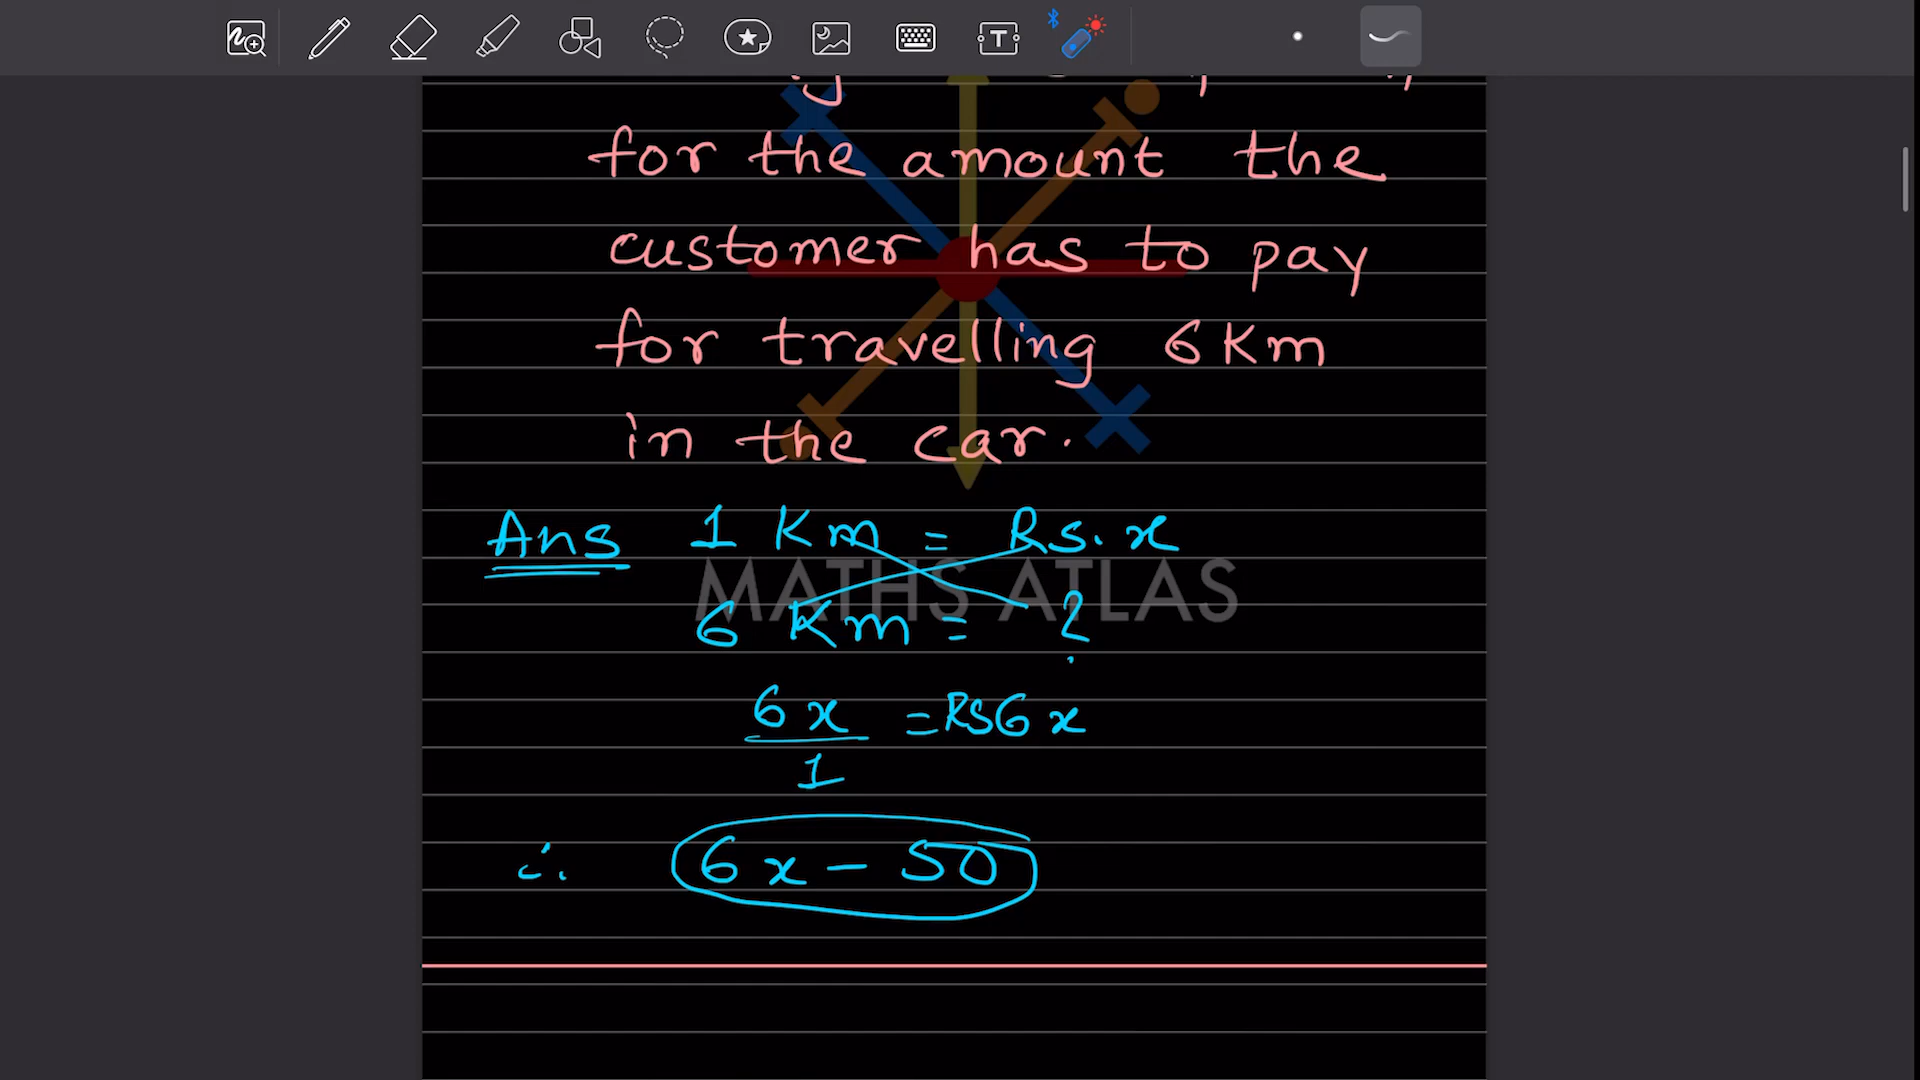 for the amount the
customer has to pay
for travelling 6 Km
in the car.
Ans 1 Km = Rs. x
MATHS ATLAS
6 Km = ?
6x/1 = Rs 6x
∴ 6x - 50